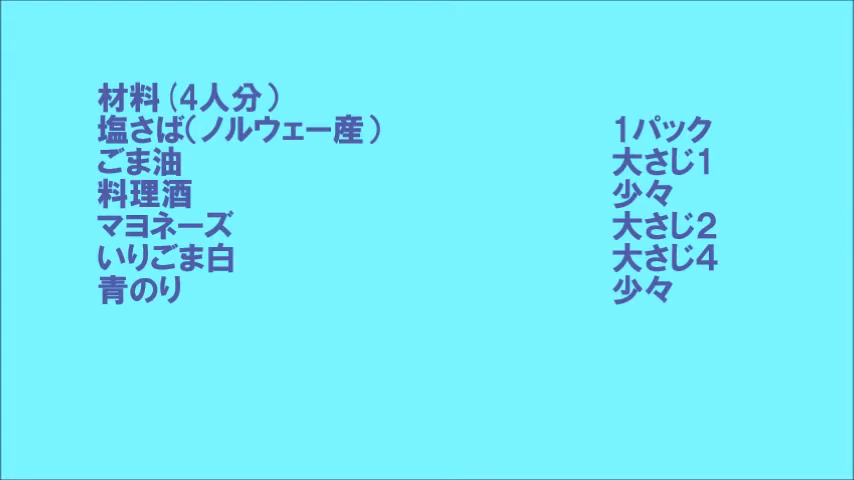 材料(4人分)
塩さば(ノルウェー産) 1パック
ごま油 大さじ1
料理酒 少々
マヨネーズ 大さじ2
いりごま白 大さじ4
青のり 少々